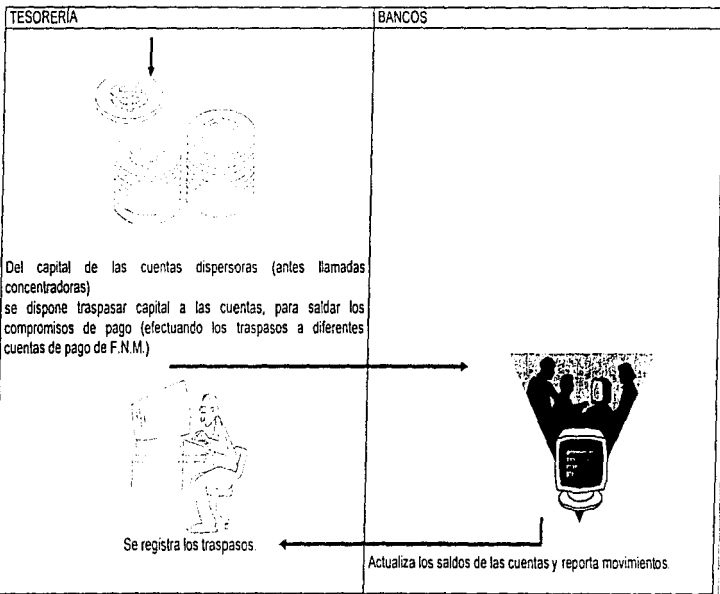 TESORERÍA
BANCOS
Del capital de las cuentas dispersoras (antes llamadas
concentradoras)
se dispone traspasar capital a las cuentas, para saldar los
compromisos de pago (efectuando los traspasos a diferentes
cuentas de pago de F.N.M.)
Se registra los traspasos.
Actualiza los saldos de las cuentas y reporta movimientos.